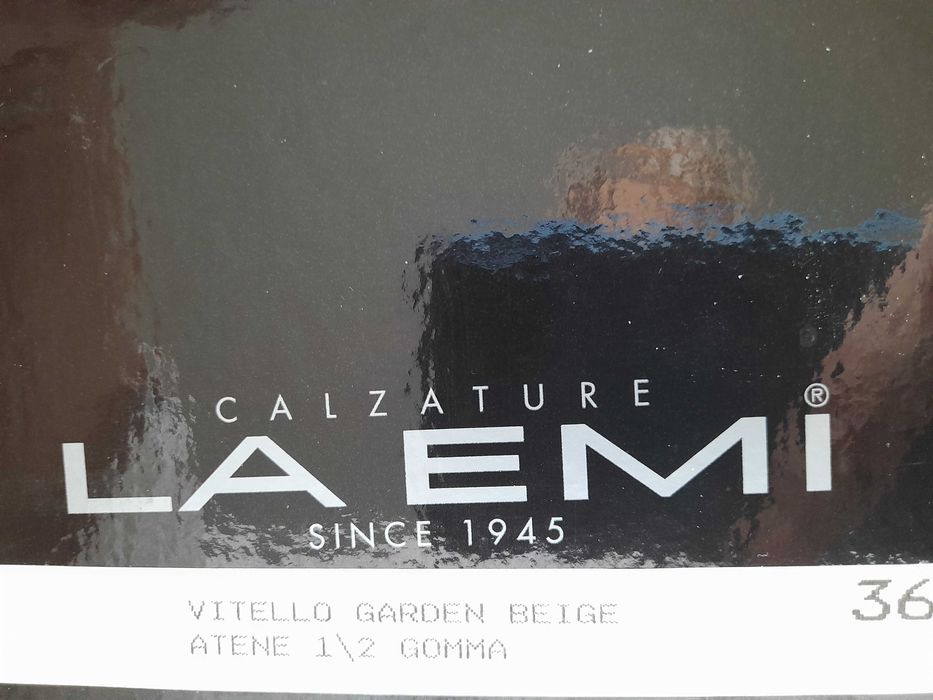 CALZATURE
LA EMi®
SINCE 1945
VITELLO GARDEN BEIGE 36
ATENE 1\2 GOMMA